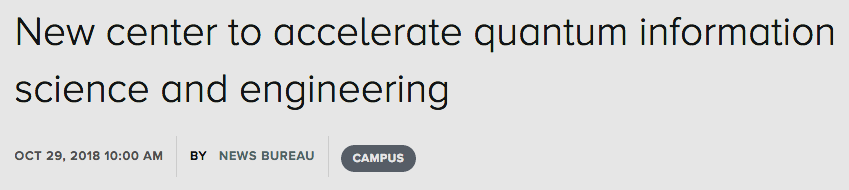 New center to accelerate quantum information
science and engineering
OCT 29, 2018 10:00 AM BY NEWS BUREAU CAMPUS